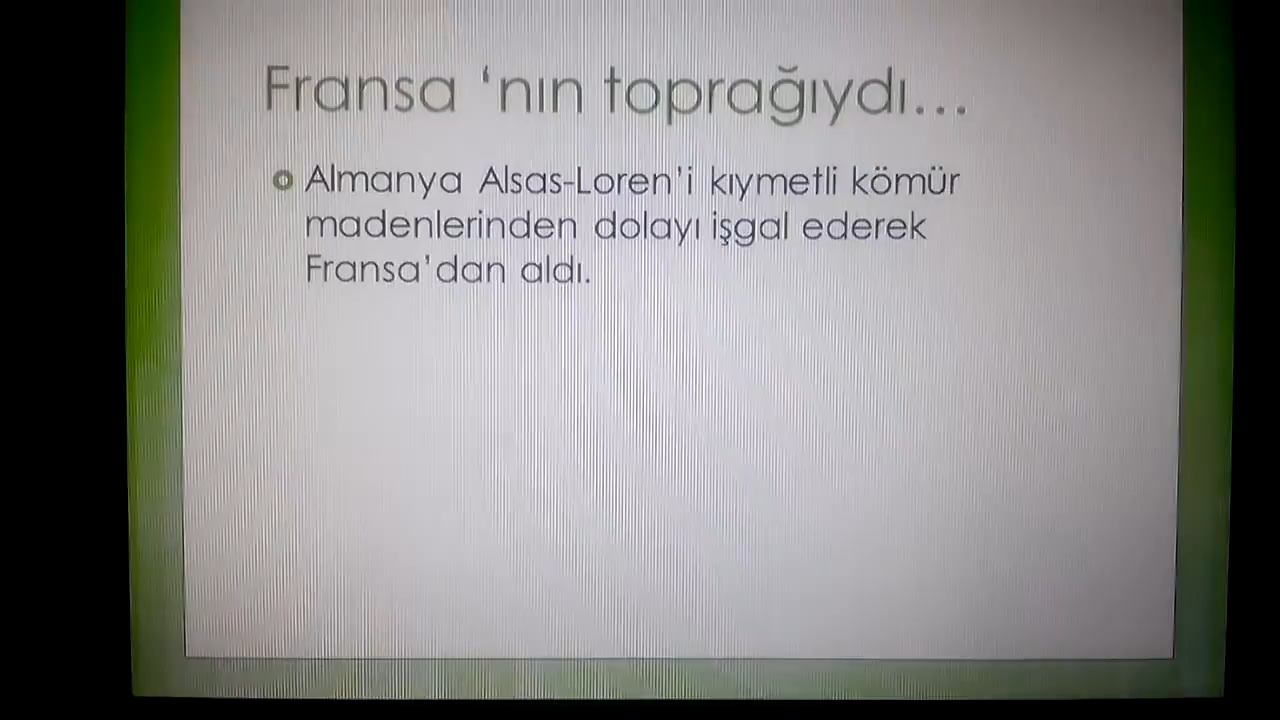 Fransa ‘nın toprağıydı...
Almanya Alsas-Loren'i kıymetli kömür
madenlerinden dolayı işgal ederek
Fransa'dan aldı.